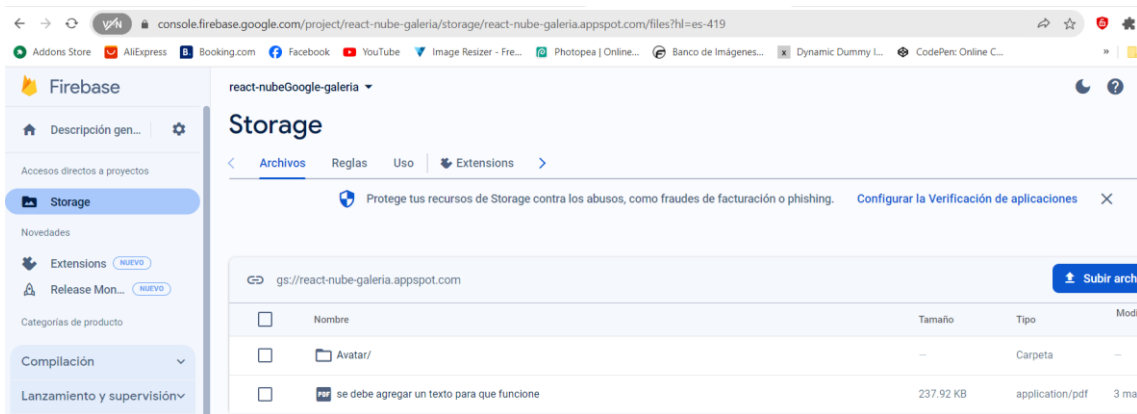 V/N console.firebase.google.com/project/react-nube-galeria/storage/react-nube-galeria.appspot.com/files?hl=es-419
Addons Store AliExpress B. Booking.com Facebook YouTube Image Resizer - Fre... Photopea | Online... Banco de Imágenes... Dynamic Dummy I... CodePen: Online C... »
Firebase react-nubeGoogle-galeria
Descripción gen... Storage
Accesos directos a proyectos Archivos Reglas Uso Extensions
Storage Protege tus recursos de Storage contra los abusos, como fraudes de facturación o phishing. Configurar la Verificación de aplicaciones
Novedades
Extensions NUEVO
Release Mon... NUEVO gs://react-nube-galeria.appspot.com Subir arch
Categorías de producto Nombre Tamaño Tipo Modi
Compilación Avatar/ — Carpeta —
Lanzamiento y supervisión PDF se debe agregar un texto para que funcione 237.92 KB application/pdf 3 ma